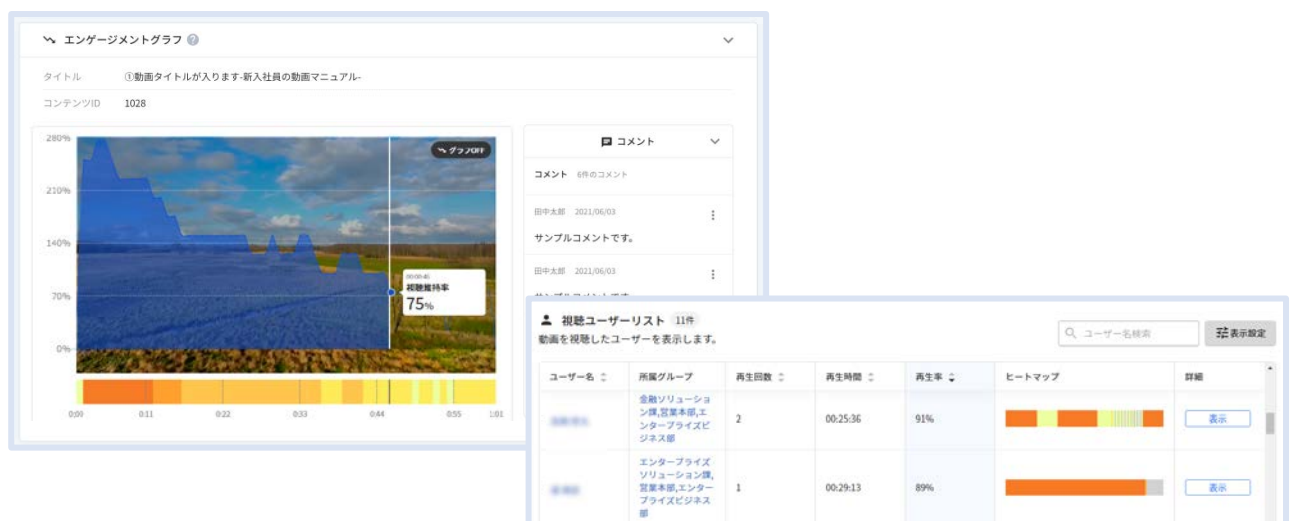 エンゲージメントグラフ ?
タイトル ①動画タイトルが入ります-新入社員の動画マニュアル-
コンテンツID 1028
280%
グラフOFF
210%
140%
70%
0%
00:00:45
視聴維持率
75%
0:00 0:11 0:22 0:33 0:44 0:55 1:01
コメント
コメント 6件のコメント
田中太郎 2021/06/03
サンプルコメントです。
田中太郎 2021/06/03
視聴ユーザーリスト 11件
動画を視聴したユーザーを表示します。
ユーザー名検索
表示設定
ユーザー名 所属グループ 再生回数 再生時間 再生率 ヒートマップ 詳細
金融ソリューショ
ン課,営業本部,エ
ンタープライズビ
ジネス部
2 00:25:36 91% 表示
エンタープライズ
ソリューション課,
営業本部,エンター
プライズビジネス
部
1 00:29:13 89% 表示